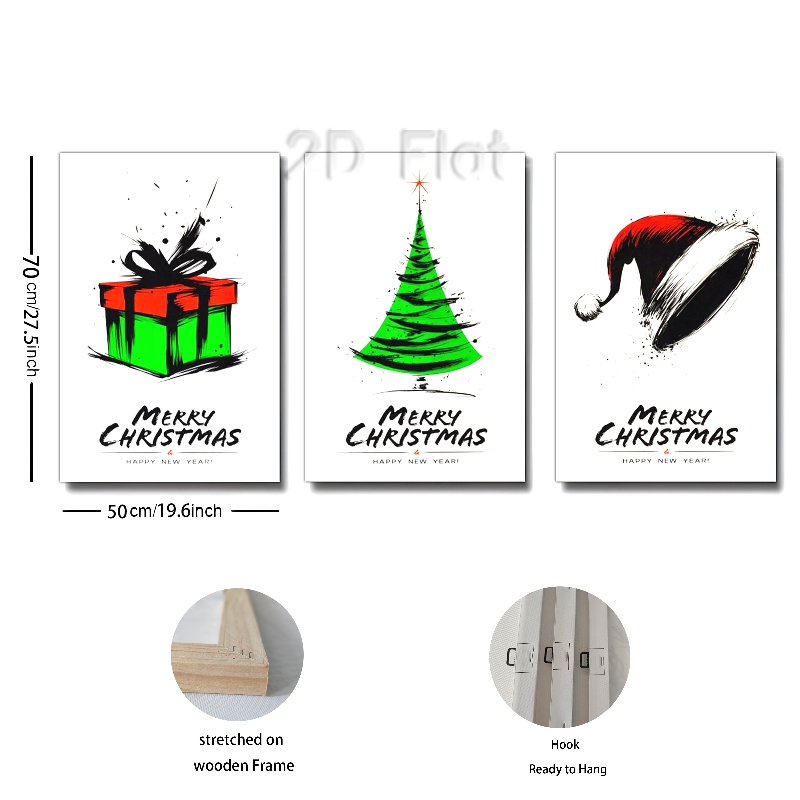 2D Flat
70cm/27.5inch
MERRY
CHRISTMAS
&
HAPPY NEW YEAR!
MERRY
CHRISTMAS
&
HAPPY NEW YEAR!
MERRY
CHRISTMAS
&
HAPPY NEW YEAR!
50cm/19.6inch
stretched on
wooden Frame
Hook
Ready to Hang